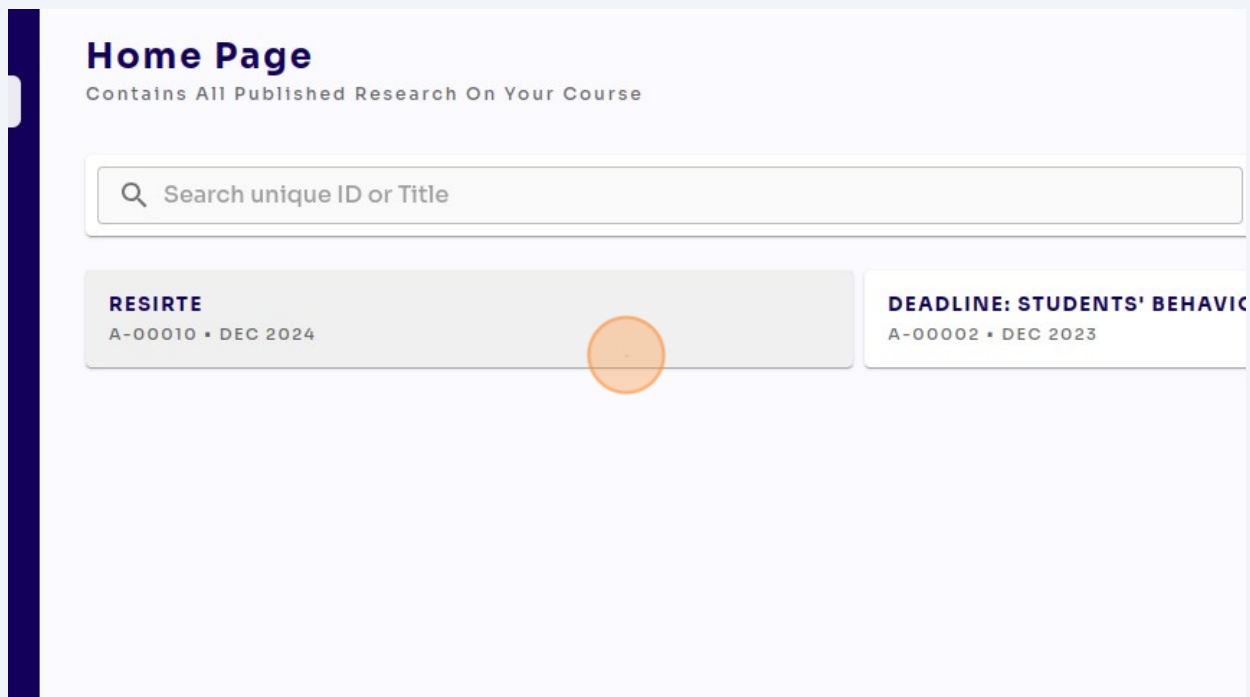 Home Page
Contains All Published Research On Your Course
Search unique ID or Title
RESIRTE
A-00010 ▪ DEC 2024
DEADLINE: STUDENTS'
A-00002 ▪ DEC 2023